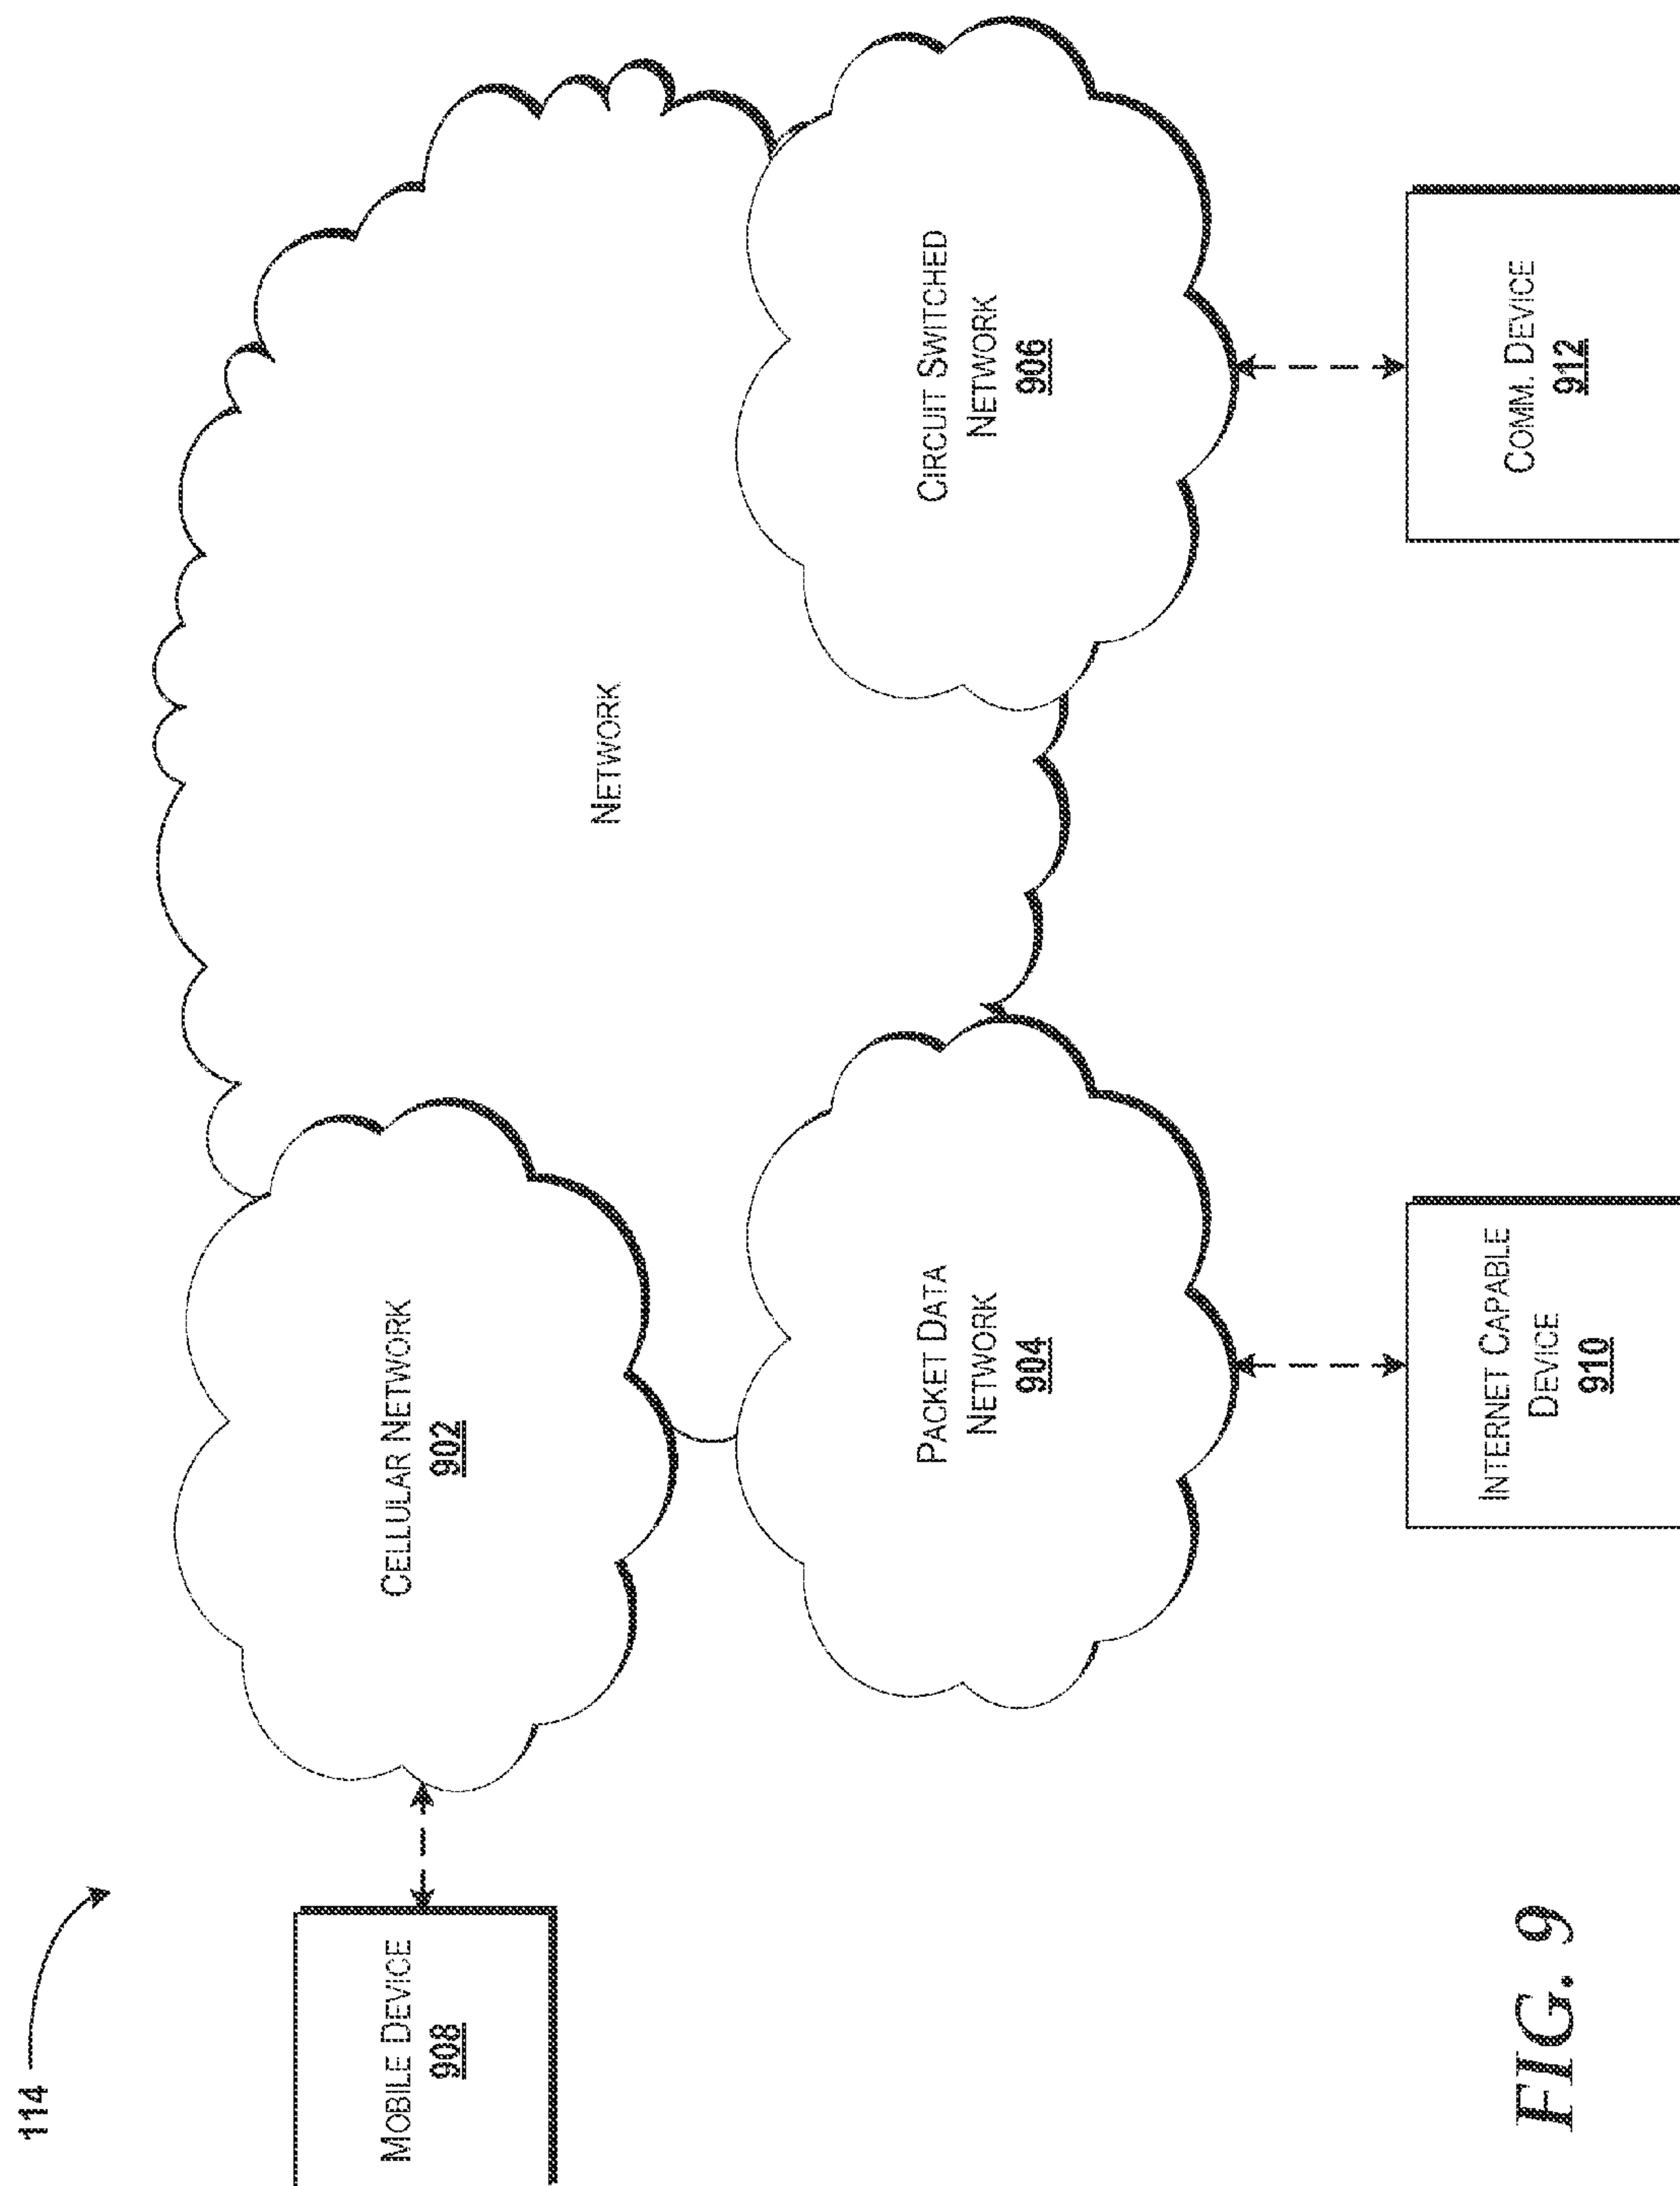 114
MOBILE DEVICE
908
CELLULAR NETWORK
902
NETWORK
PACKET DATA
NETWORK
904
CIRCUIT SWITCHED
NETWORK
906
INTERNET CAPABLE
DEVICE
910
COMM. DEVICE
912
FIG. 9